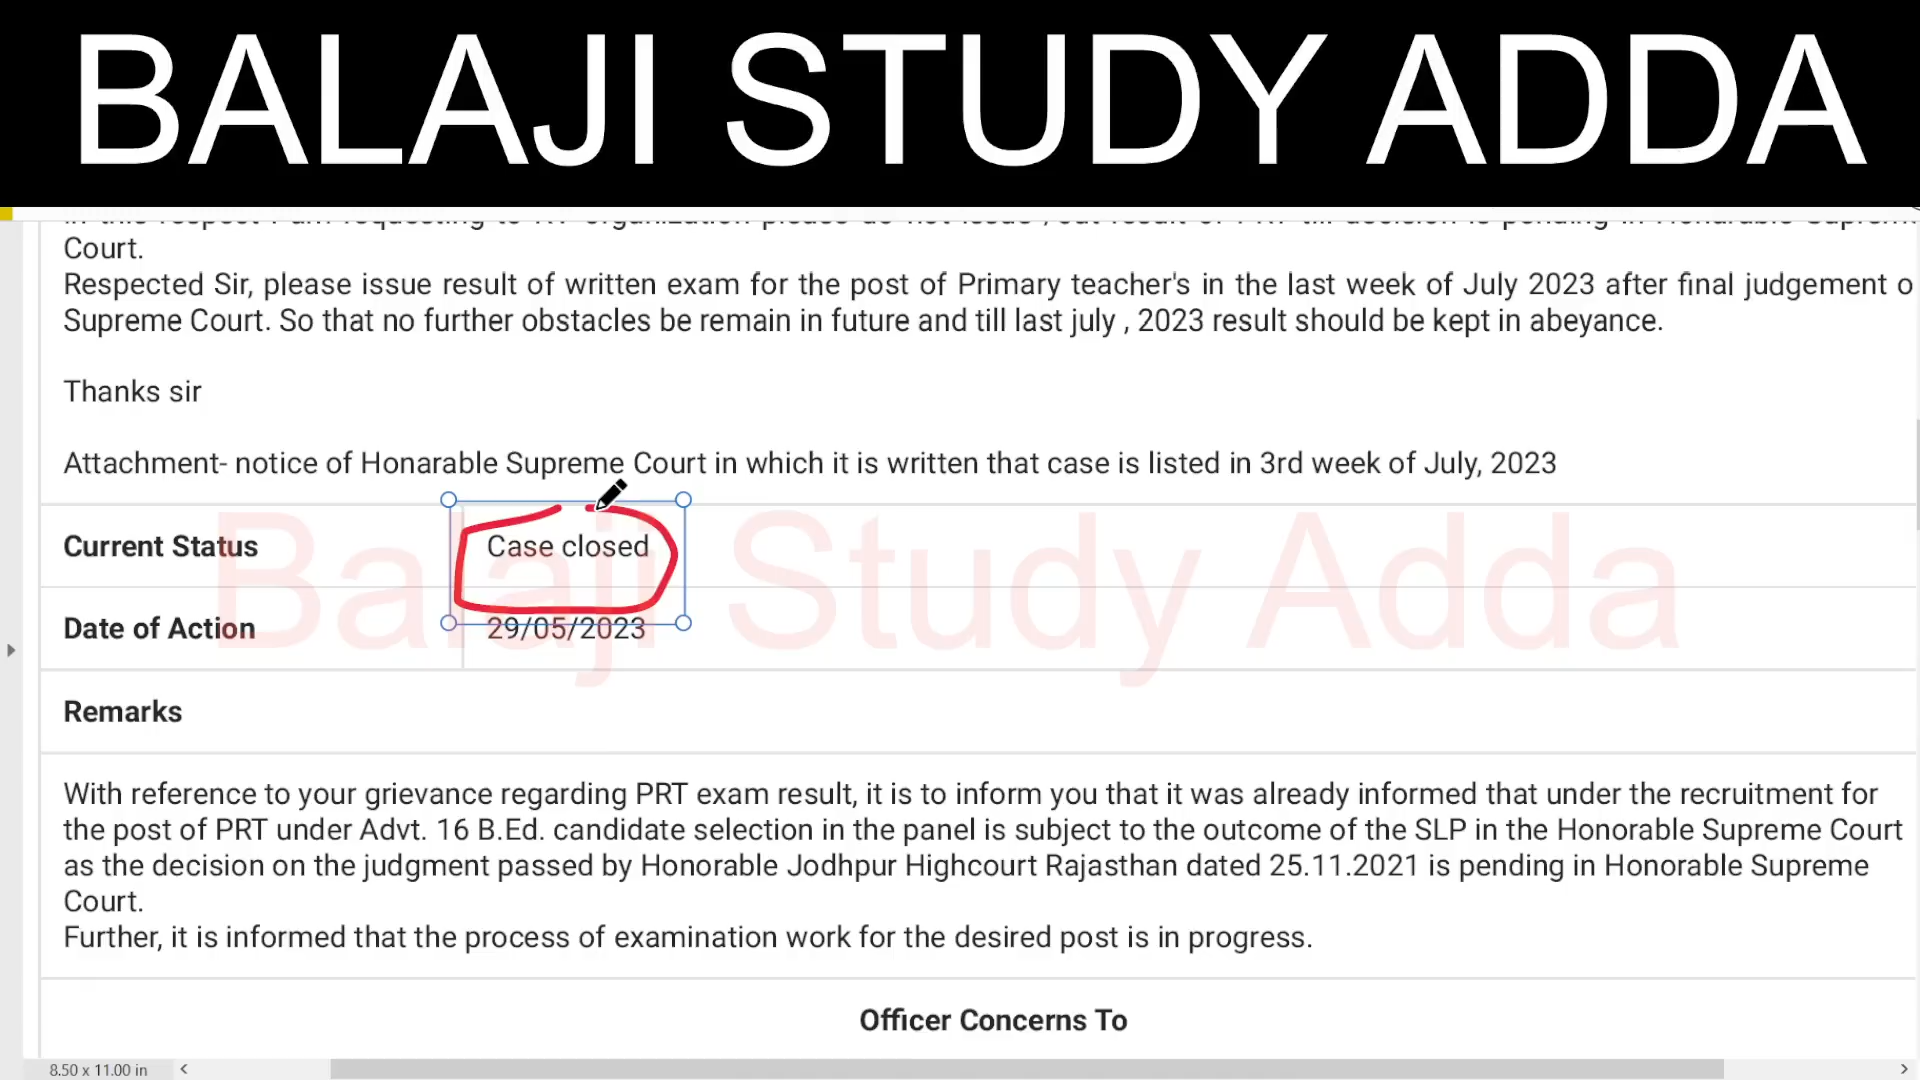 BALAJI STUDY ADDA
Court.
Respected Sir, please issue result of written exam for the post of Primary teacher's in the last week of July 2023 after final judgement o
Supreme Court. So that no further obstacles be remain in future and till last july , 2023 result should be kept in abeyance.
Thanks sir
Attachment- notice of Honarable Supreme Court in which it is written that case is listed in 3rd week of July, 2023
Current Status Case closed
Balaji Study Adda
Date of Action 29/05/2023
Remarks
With reference to your grievance regarding PRT exam result, it is to inform you that it was already informed that under the recruitment for
the post of PRT under Advt. 16 B.Ed. candidate selection in the panel is subject to the outcome of the SLP in the Honorable Supreme Court
as the decision on the judgment passed by Honorable Jodhpur Highcourt Rajasthan dated 25.11.2021 is pending in Honorable Supreme
Court.
Further, it is informed that the process of examination work for the desired post is in progress.
Officer Concerns To
8.50 x 11.00 in